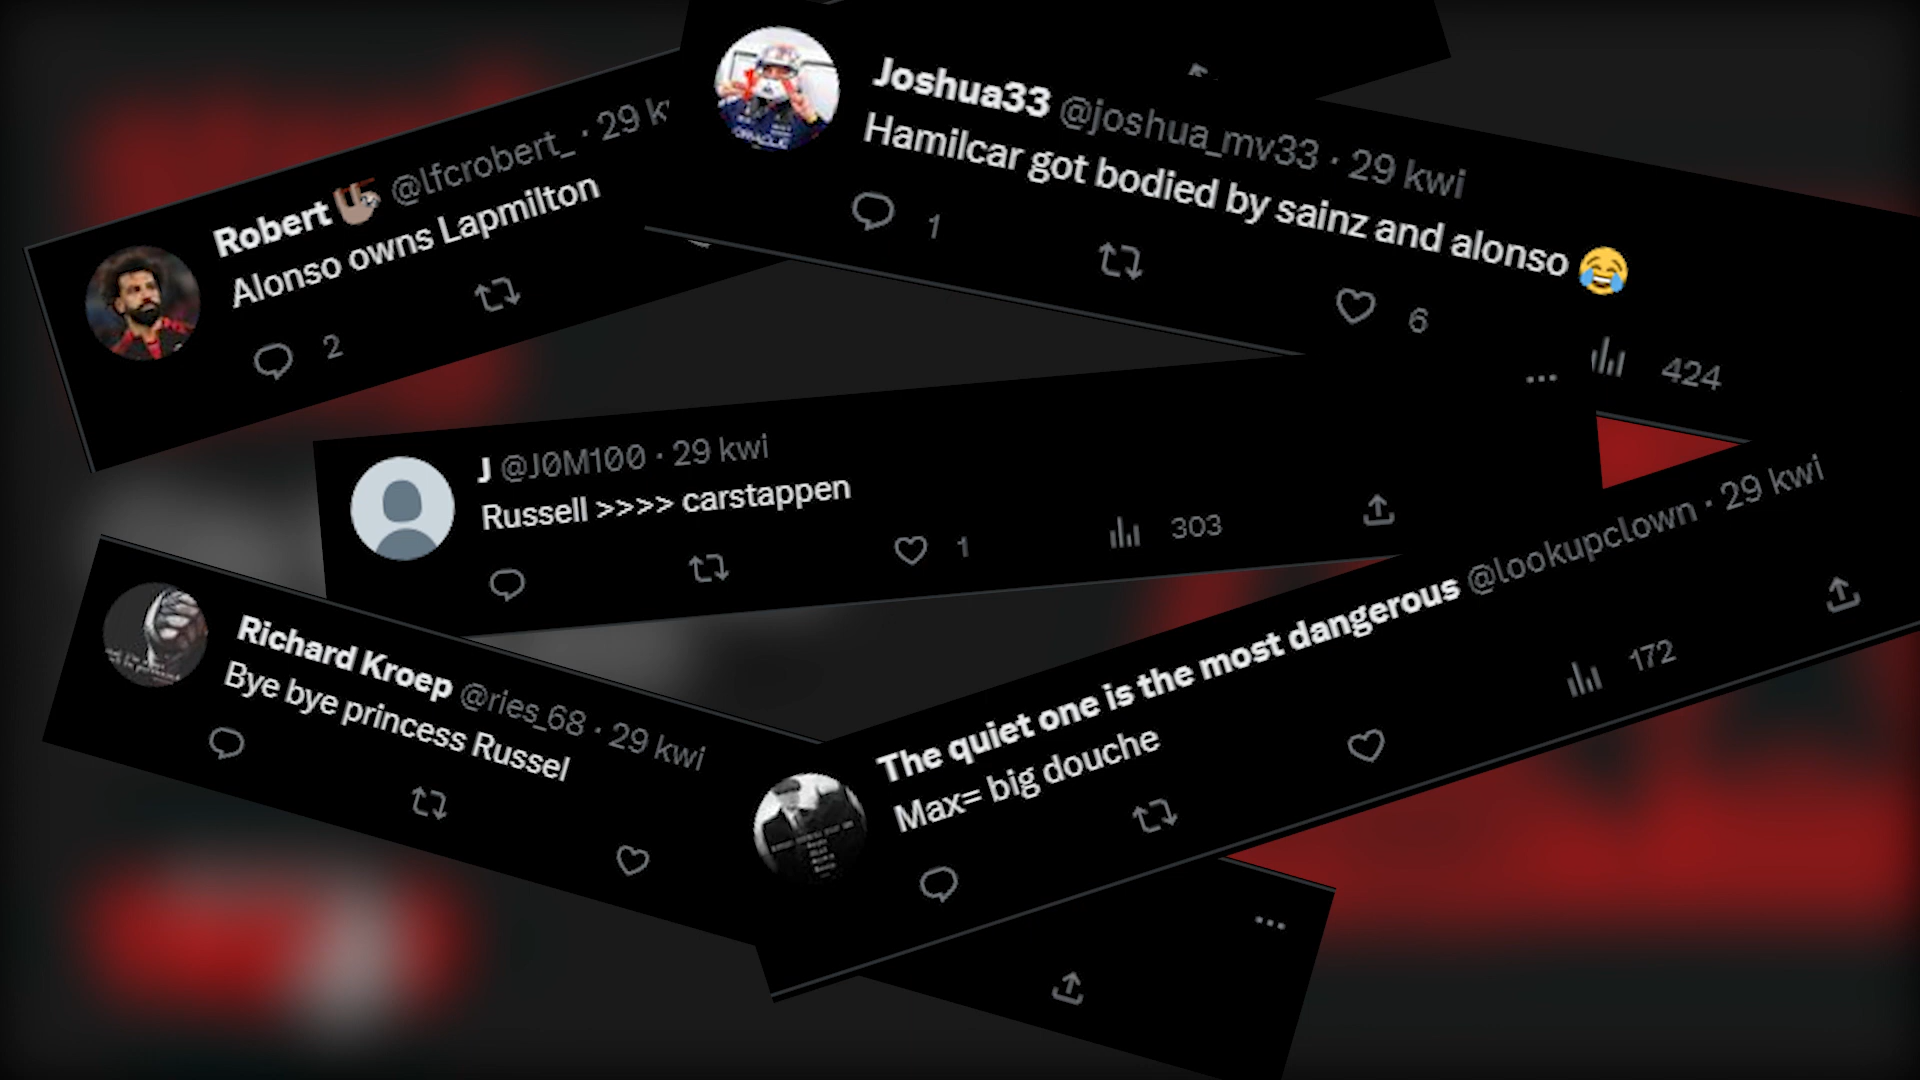 Robert @lfcrobert_ · 29 k
Alonso owns Lapmilton
2
Joshua33 @joshua_mv33 · 29 kwi
Hamilcar got bodied by sainz and alonso 😂
1 6 424
J @J0M100 · 29 kwi
Russell >>>> carstappen
1 303
Richard Kroep @ries_68 · 29 kwi
Bye bye princess Russel
The quiet one is the most dangerous @lookupclown · 29 kwi
Max= big douche
172